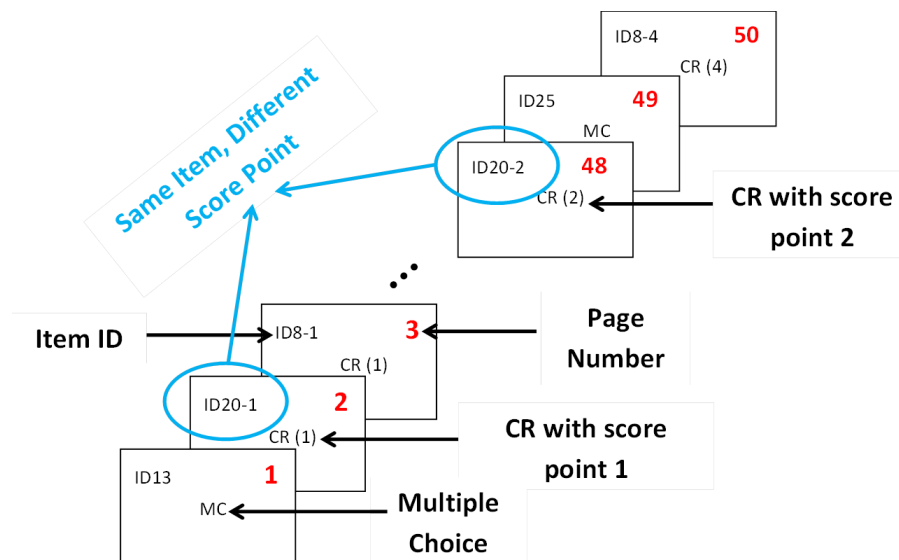 ID8-4
50
CR (4)
ID25
49
MC
ID20-2
48
CR (2)
CR with score
point 2
Same Item, Different
Score Point
Item ID
ID8-1
3
CR (1)
Page
Number
ID20-1
2
CR (1)
CR with score
point 1
ID13
1
MC
Multiple
Choice